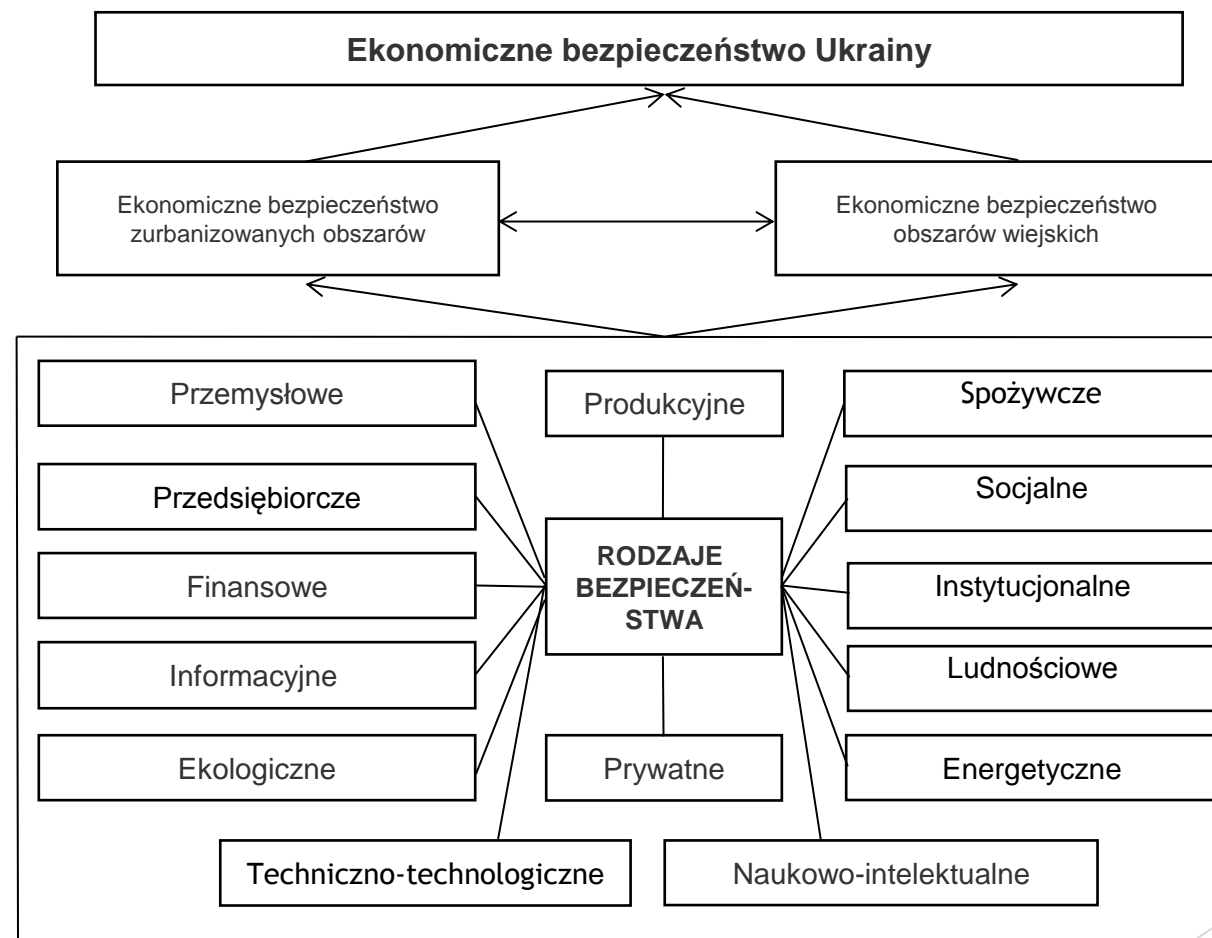 Ekonomiczne bezpieczeństwo Ukrainy
Ekonomiczne bezpieczeństwo
zurbanizowanych obszarów
Ekonomiczne bezpieczeństwo
obszarów wiejskich
Przemysłowe
Produkcyjne
Spożywcze
Przedsiębiorcze
Socjalne
RODZAJE
BEZPIECZEŃ-
STWA
Finansowe
Instytucjonalne
Informacyjne
Ludnościowe
Ekologiczne
Prywatne
Energetyczne
Techniczno-technologiczne
Naukowo-intelektualne